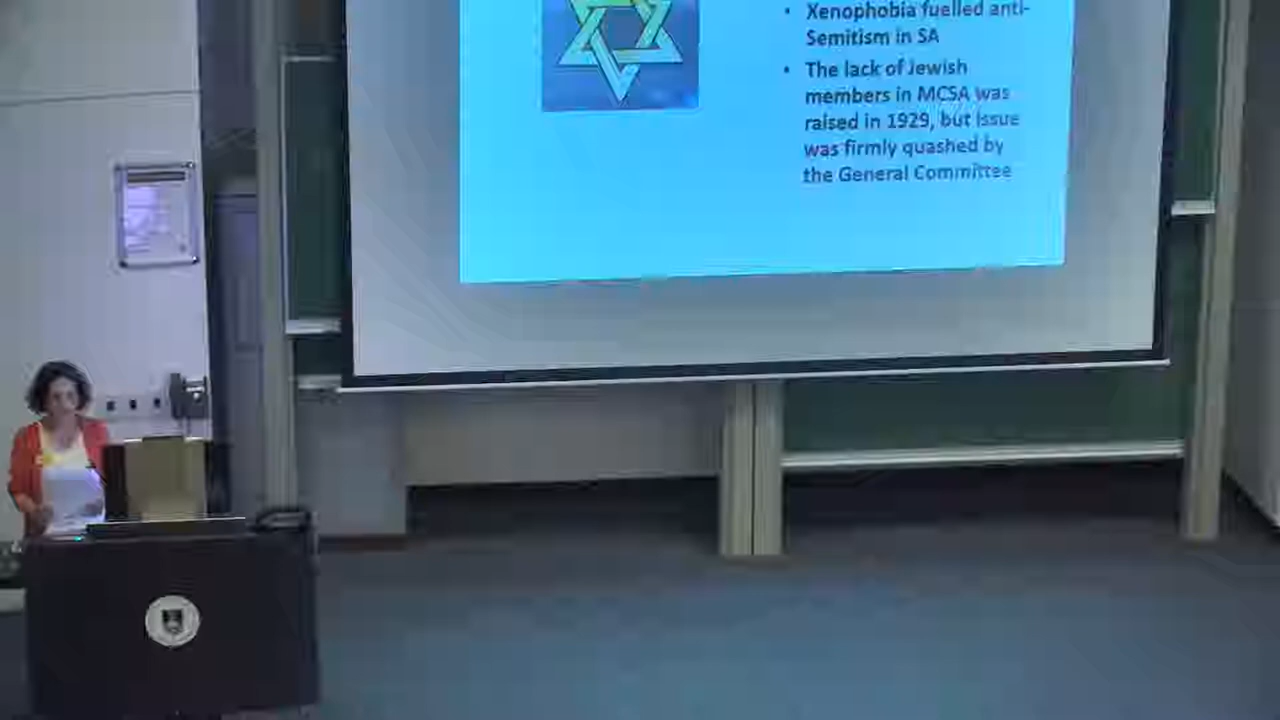 • Xenophobia fuelled anti-
Semitism in SA
• The lack of Jewish
members in MCSA was
raised in 1929, but issue
was firmly quashed by
the General Committee